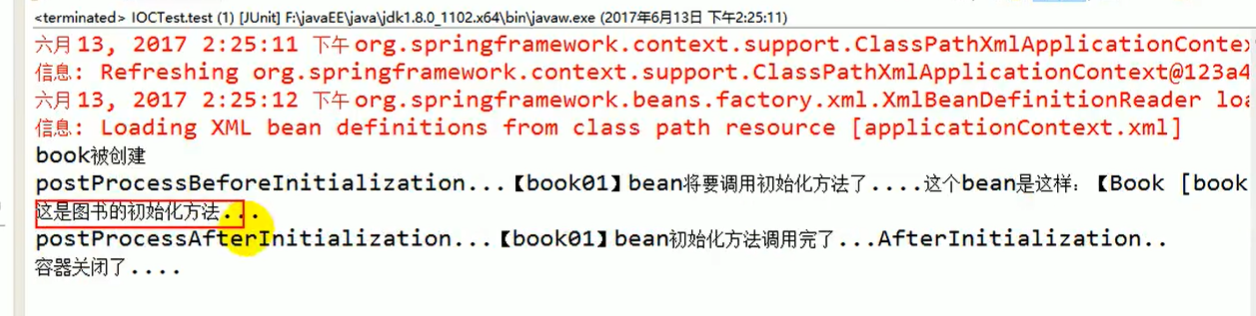 <terminated> IOCTest.test (1) [JUnit] F:\javaEE\java\jdk1.8.0_1102.x64\bin\javaw.exe (2017年6月13日 下午2:25:11)
六月 13, 2017 2:25:11 下午 org.springframework.context.support.ClassPathXmlApplicationContex
信息: Refreshing org.springframework.context.support.ClassPathXmlApplicationContext@123a4
六月 13, 2017 2:25:12 下午 org.springframework.beans.factory.xml.XmlBeanDefinitionReader loa
信息: Loading XML bean definitions from class path resource [applicationContext.xml]
book被创建
postProcessBeforeInitialization...【book01】bean将要调用初始化方法了....这个bean是这样：【Book [book
这是图书的初始化方法...
postProcessAfterInitialization...【book01】bean初始化方法调用完了...AfterInitialization..
容器关闭了....